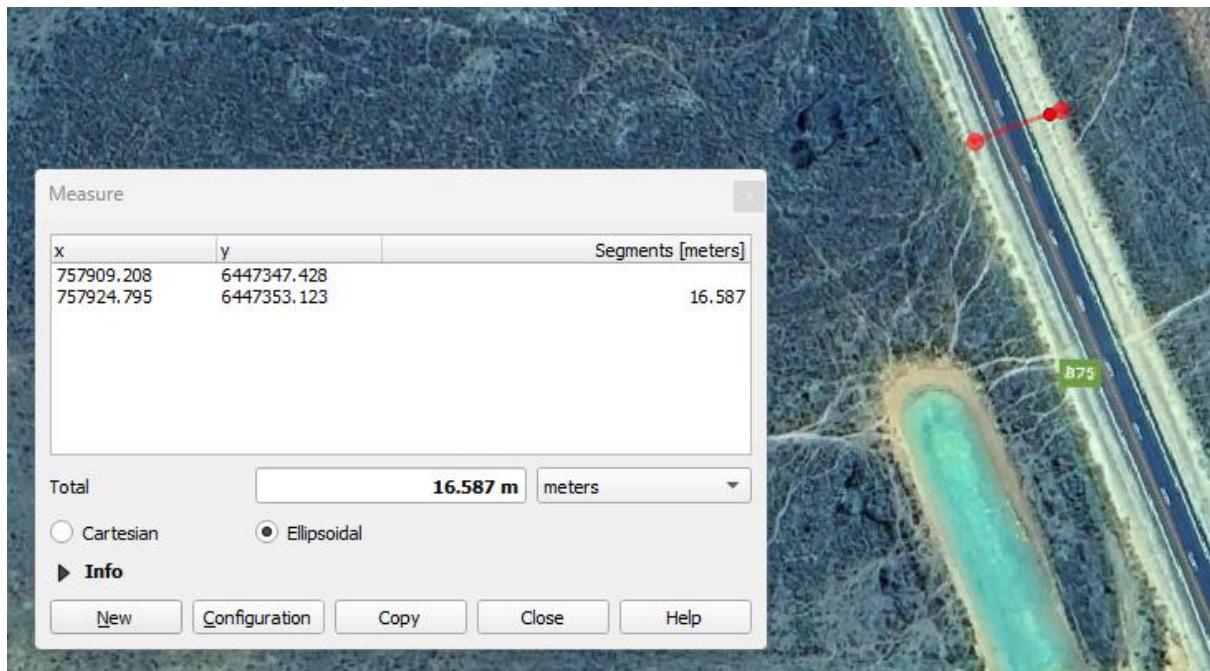 Measure
x
x y Segments [meters]
757909.208 6447347.428
757924.795 6447353.123 16.587
Total 16.587 m meters
Cartesian Ellipsoidal
Info
New Configuration Copy Close Help
B75